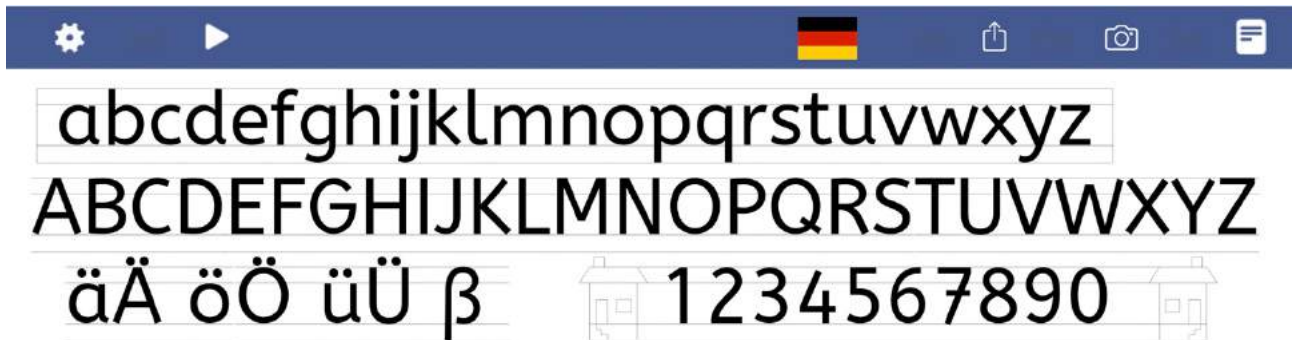 abcdefghijklmnopqrstuvwxyz
ABCDEFGHIJKLMNOPQRSTUVWXYZ
äÄ öÖ üÜ ß 1234567890